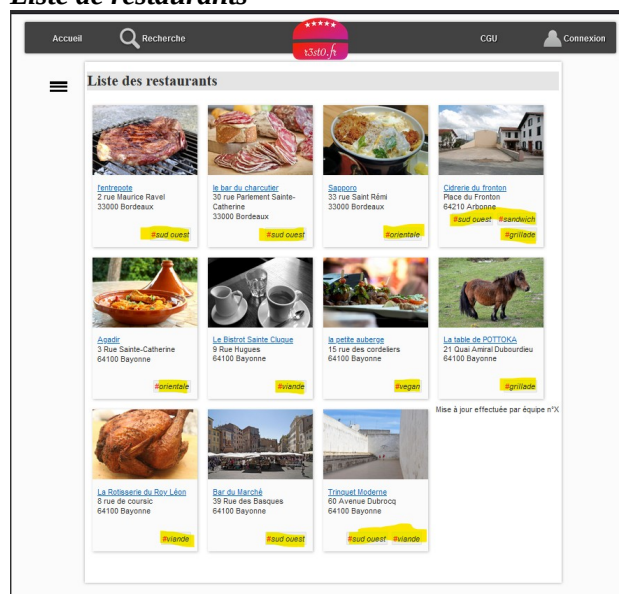 Liste de restaurants
Accueil
Recherche
r3st0.fr
CGU
Connexion
Liste des restaurants
l'entrepote
2 rue Maurice Ravel
33000 Bordeaux
#sud ouest
le bar du charcutier
30 rue Parlement Sainte-
Catherine
33000 Bordeaux
#sud ouest
Sapporo
33 rue Saint Rémi
33000 Bordeaux
#orientale
Cidrerie du fronton
Place du Fronton
64210 Arbonne
#sud ouest #sandwich
#grillade
Agadir
3 Rue Sainte-Catherine
64100 Bayonne
#orientale
Le Bistrot Sainte Cluque
9 Rue Hugues
64100 Bayonne
#viande
la petite auberge
15 rue des cordeliers
64100 Bayonne
#vegan
La table de POTTOKA
21 Quai Amiral Dubourdieu
64100 Bayonne
#grillade
Mise à jour effectuée par équipe n°X
La Rotisserie du Roy Léon
8 rue de coursic
64100 Bayonne
#viande
Bar du Marché
39 Rue des Basques
64100 Bayonne
#sud ouest
Trinquet Moderne
60 Avenue Dubrocq
64100 Bayonne
#sud ouest #viande